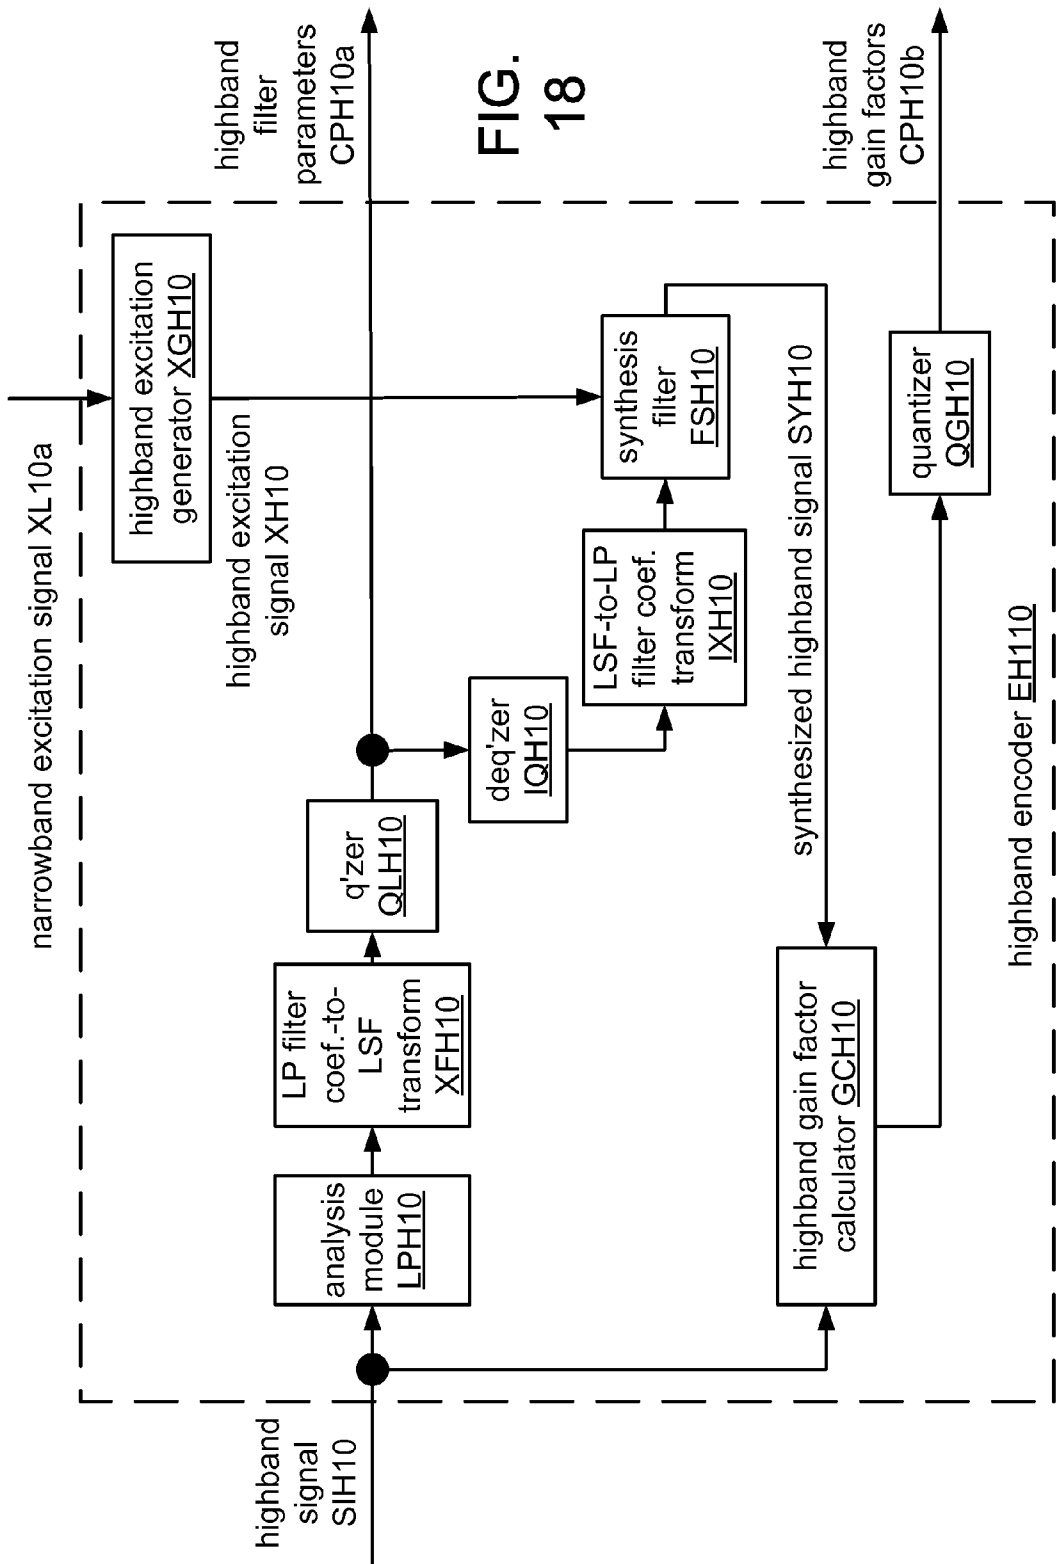 narrowband excitation signal XL10a
highband excitation
generator XGH10
highband excitation
signal XH10
highband
signal
SIH10
analysis
module
LPH10
LP filter
coef.-to-
LSF
transform
XFH10
q'zer
QLH10
highband
filter
parameters
CPH10a
deq'zer
IQH10
LSF-to-LP
filter coef.
transform
IXH10
synthesis
filter
FSH10
synthesized highband signal SYH10
highband gain factor
calculator GCH10
quantizer
QGH10
highband
gain factors
CPH10b
highband encoder EH110
FIG.
18